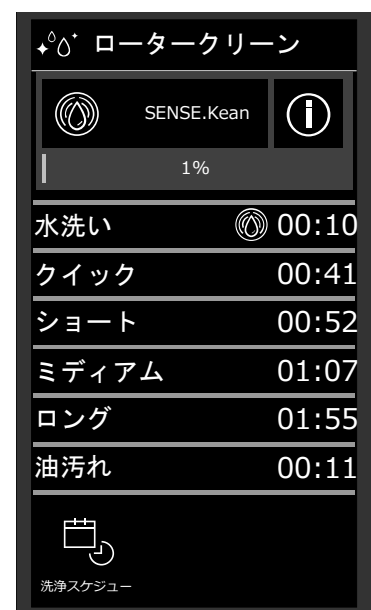 ロータークリーン
SENSE.Kean
1%
水洗い 00:10
クイック 00:41
ショート 00:52
ミディアム 01:07
ロング 01:55
油汚れ 00:11
洗浄スケジュー